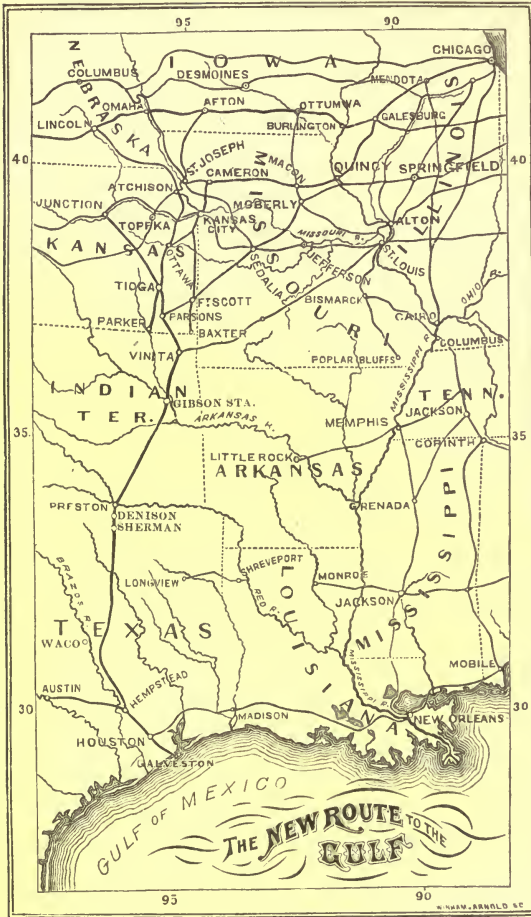 95 90
IOWA
CHICAGO
NEBRASKA
COLUMBUS
DESMOINES
MENDOTA
OMAHA
AFTON
OTTUMWA
GALESBURG
LINCOLN
BURLINGTON
ILLINOIS
40 40
ST JOSEPH
MISSOURI
MACON
QUINCY
SPRINGFIELD
CAMERON
ATCHISON
MOBERLY
JUNCTION
KANSAS CITY
ALTON
TOPEKA
MISSOURI R.
KANSAS
OTTAWA
SEDALIA
JEFFERSON
ST.LOUIS
TIOGA
OHIO R.
FT SCOTT
BISMARCK
PARKER
PARSONS
CAIRO
BAXTER
COLUMBUS
VINITA
POPLAR BLUFFS
MISSISSIPPI R.
INDIAN
TER.
TENN.
GIBSON STA.
JACKSON
ARKANSAS R.
MEMPHIS
35 35
CORINTH
LITTLE ROCK
ARKANSAS
MISSISSIPPI
PRESTON
GRENADA
DENISON
SHERMAN
BRAZOS R.
SHREVEPORT
LONGVIEW
MONROE
LOUISIANA
RED R.
JACKSON
TEXAS
WACO
MISSISSIPPI R.
MOBILE
AUSTIN
HEMPSTEAD
30 30
MADISON
NEW ORLEANS
HOUSTON
GALVESTON
GULF OF MEXICO
THE NEW ROUTE TO THE
GULF
95 90